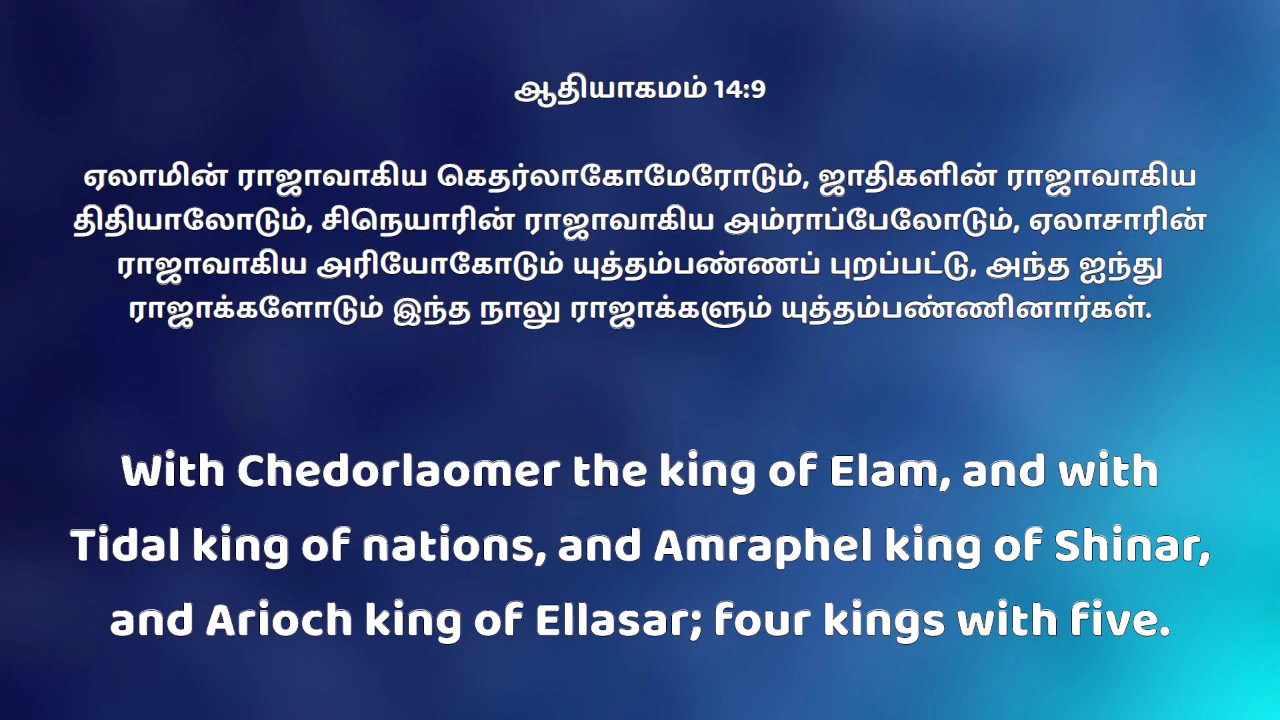 ஆதியாகமம் 14:9
ஏலாமின் ராஜாவாகிய கெதர்லாகோமேரோடும், ஜாதிகளின் ராஜாவாகிய
திதியாலோடும், சிநெயாரின் ராஜாவாகிய அம்ராப்பேலோடும், ஏலாசாரின்
ராஜாவாகிய அரியோகோடும் யுத்தம்பண்ணப் புறப்பட்டு, அந்த ஐந்து
ராஜாக்களோடும் இந்த நாலு ராஜாக்களும் யுத்தம்பண்ணினார்கள்.
With Chedorlaomer the king of Elam, and with
Tidal king of nations, and Amraphel king of Shinar,
and Arioch king of Ellasar; four kings with five.